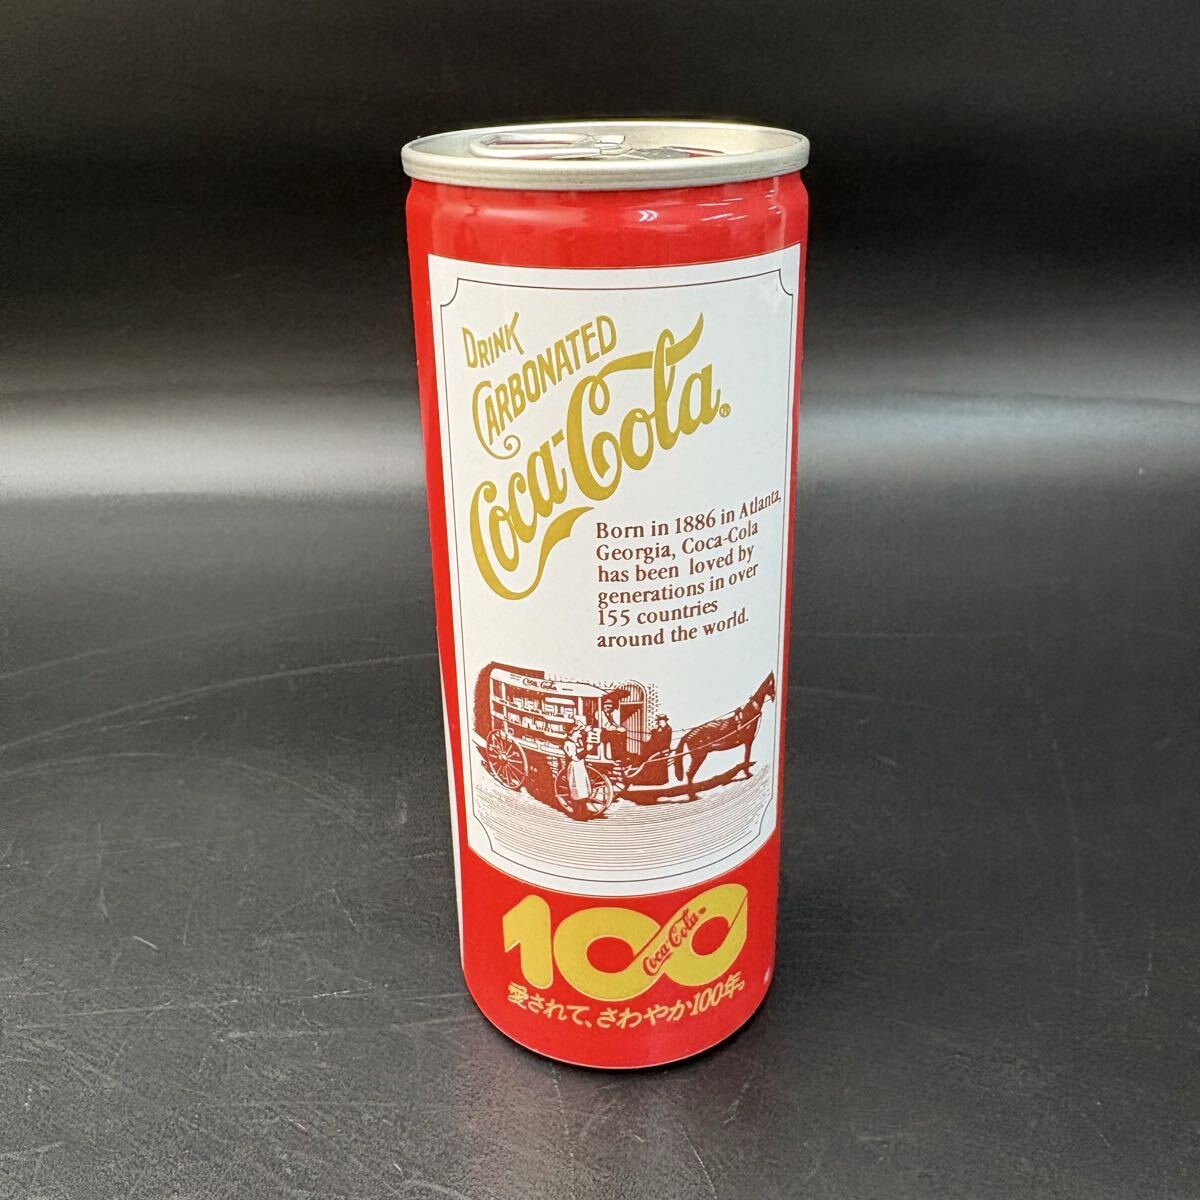 DRINK
CARBONATED
Coca-Cola®
Born in 1886 in Atlanta,
Georgia, Coca-Cola
has been loved by
generations in over
155 countries
around the world.
Coca-Cola
100
Coca-Cola
愛されて、さわやか100年。